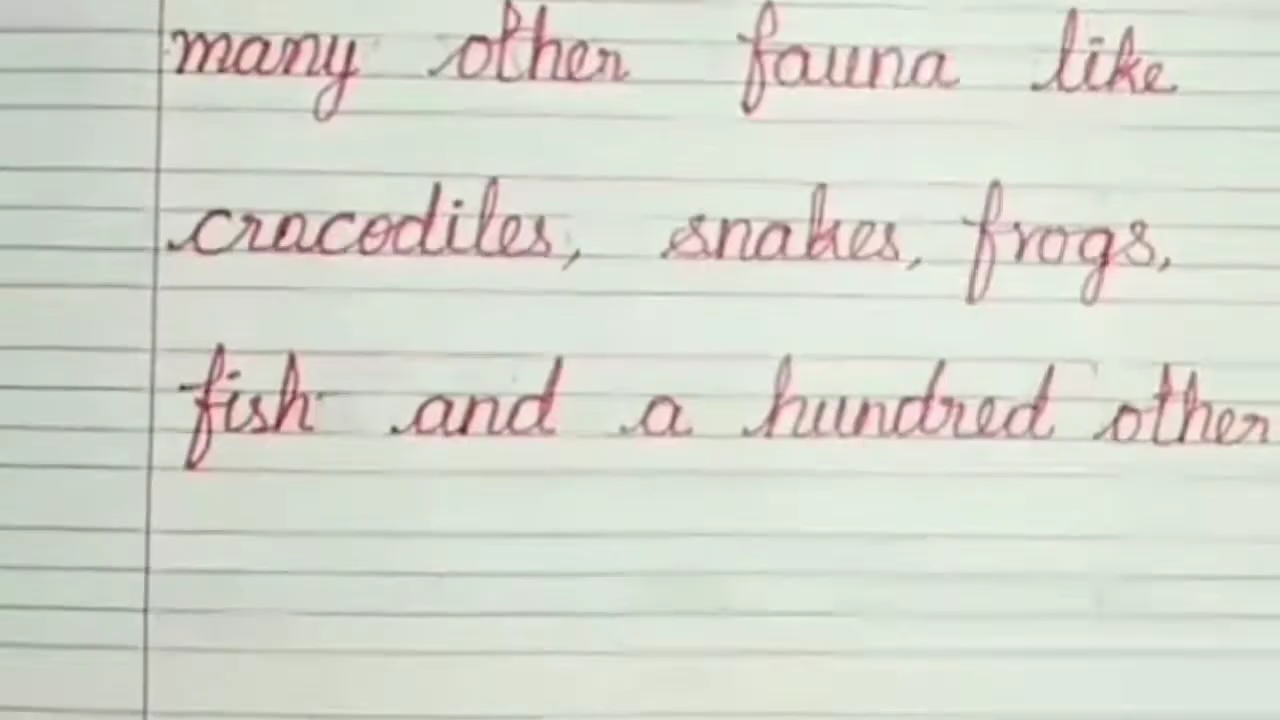 many other fauna like
cracodiles, snakes, frogs,
fish and a hundred other